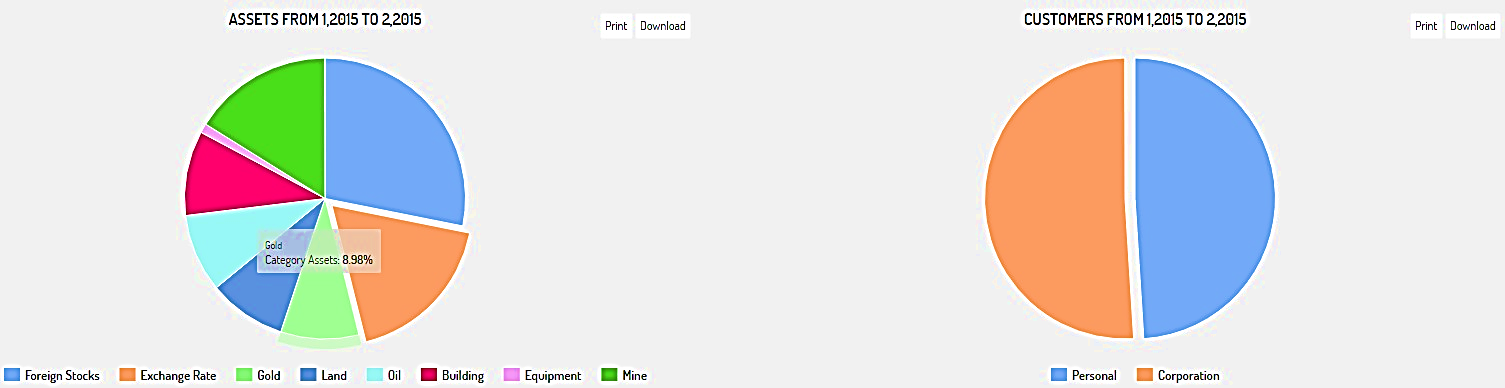 ASSETS FROM 1,2015 TO 2,2015
Print Download
Gold
Category Assets: 8.98%
Foreign Stocks Exchange Rate Gold Land Oil Building Equipment Mine
CUSTOMERS FROM 1,2015 TO 2,2015
Print Download
Personal Corporation